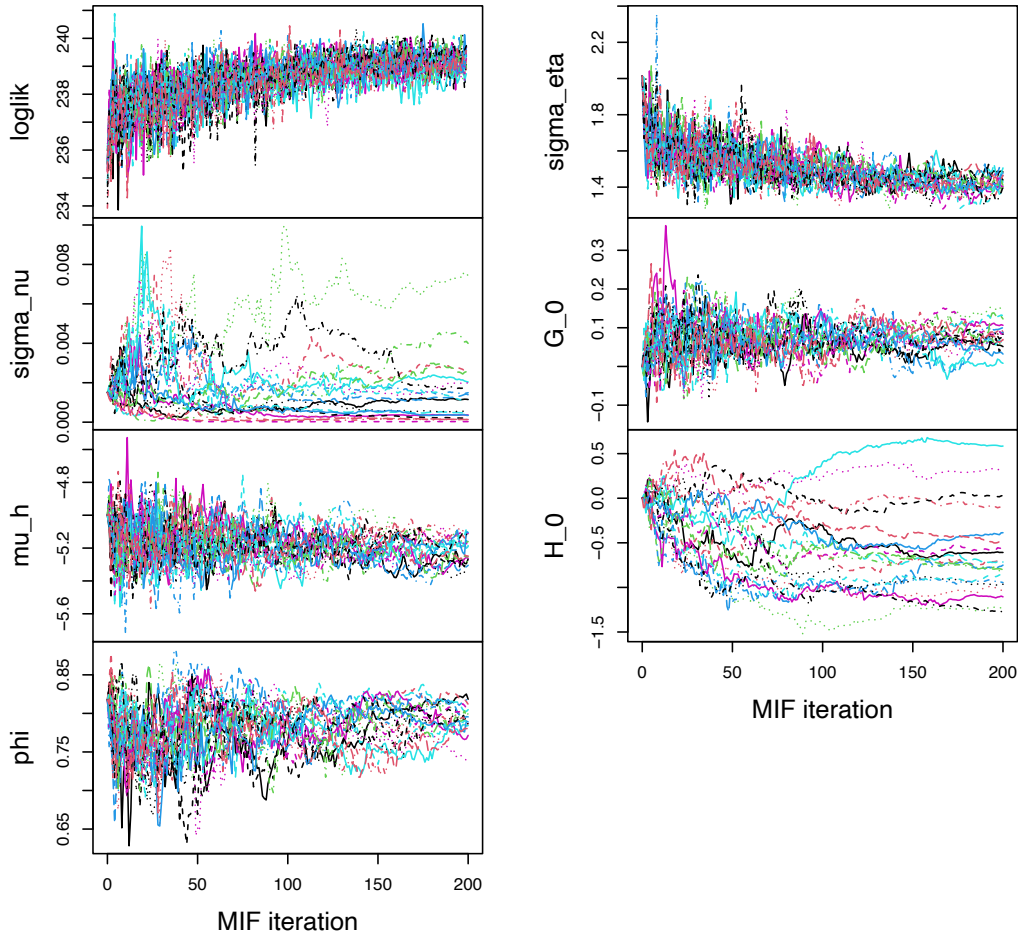 loglik
240
238
236
234
sigma_nu
0.008
0.004
0.000
mu_h
−4.8
−5.2
−5.6
phi
0.85
0.75
0.65
0 50 100 150 200
MIF iteration
sigma_eta
2.2
1.8
1.4
G_0
0.3
0.2
0.1
−0.1
H_0
0.5
0.0
−0.5
−1.5
0 50 100 150 200
MIF iteration